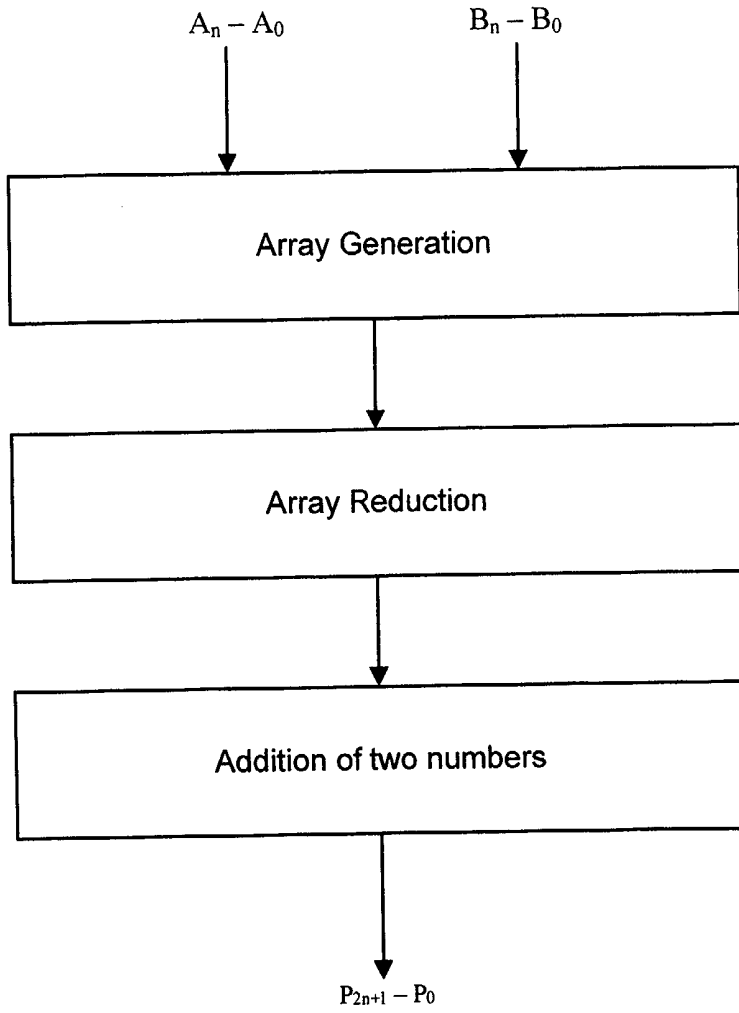 Aₙ – A₀ Bₙ – B₀
Array Generation
Array Reduction
Addition of two numbers
P₂ₙ₊₁ – P₀